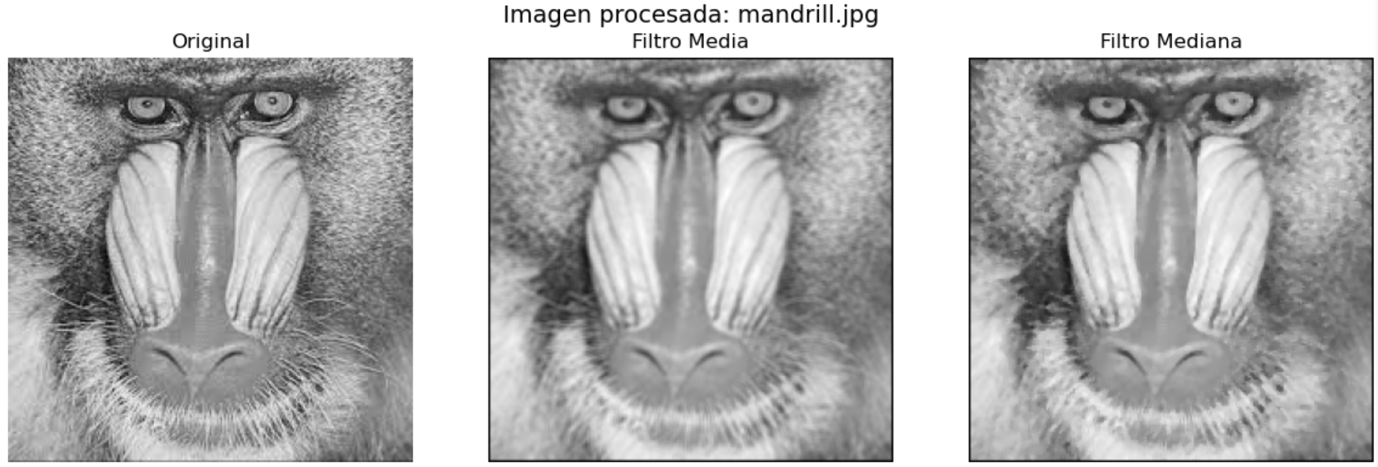 Imagen procesada: mandrill.jpg
Original
Filtro Media
Filtro Mediana